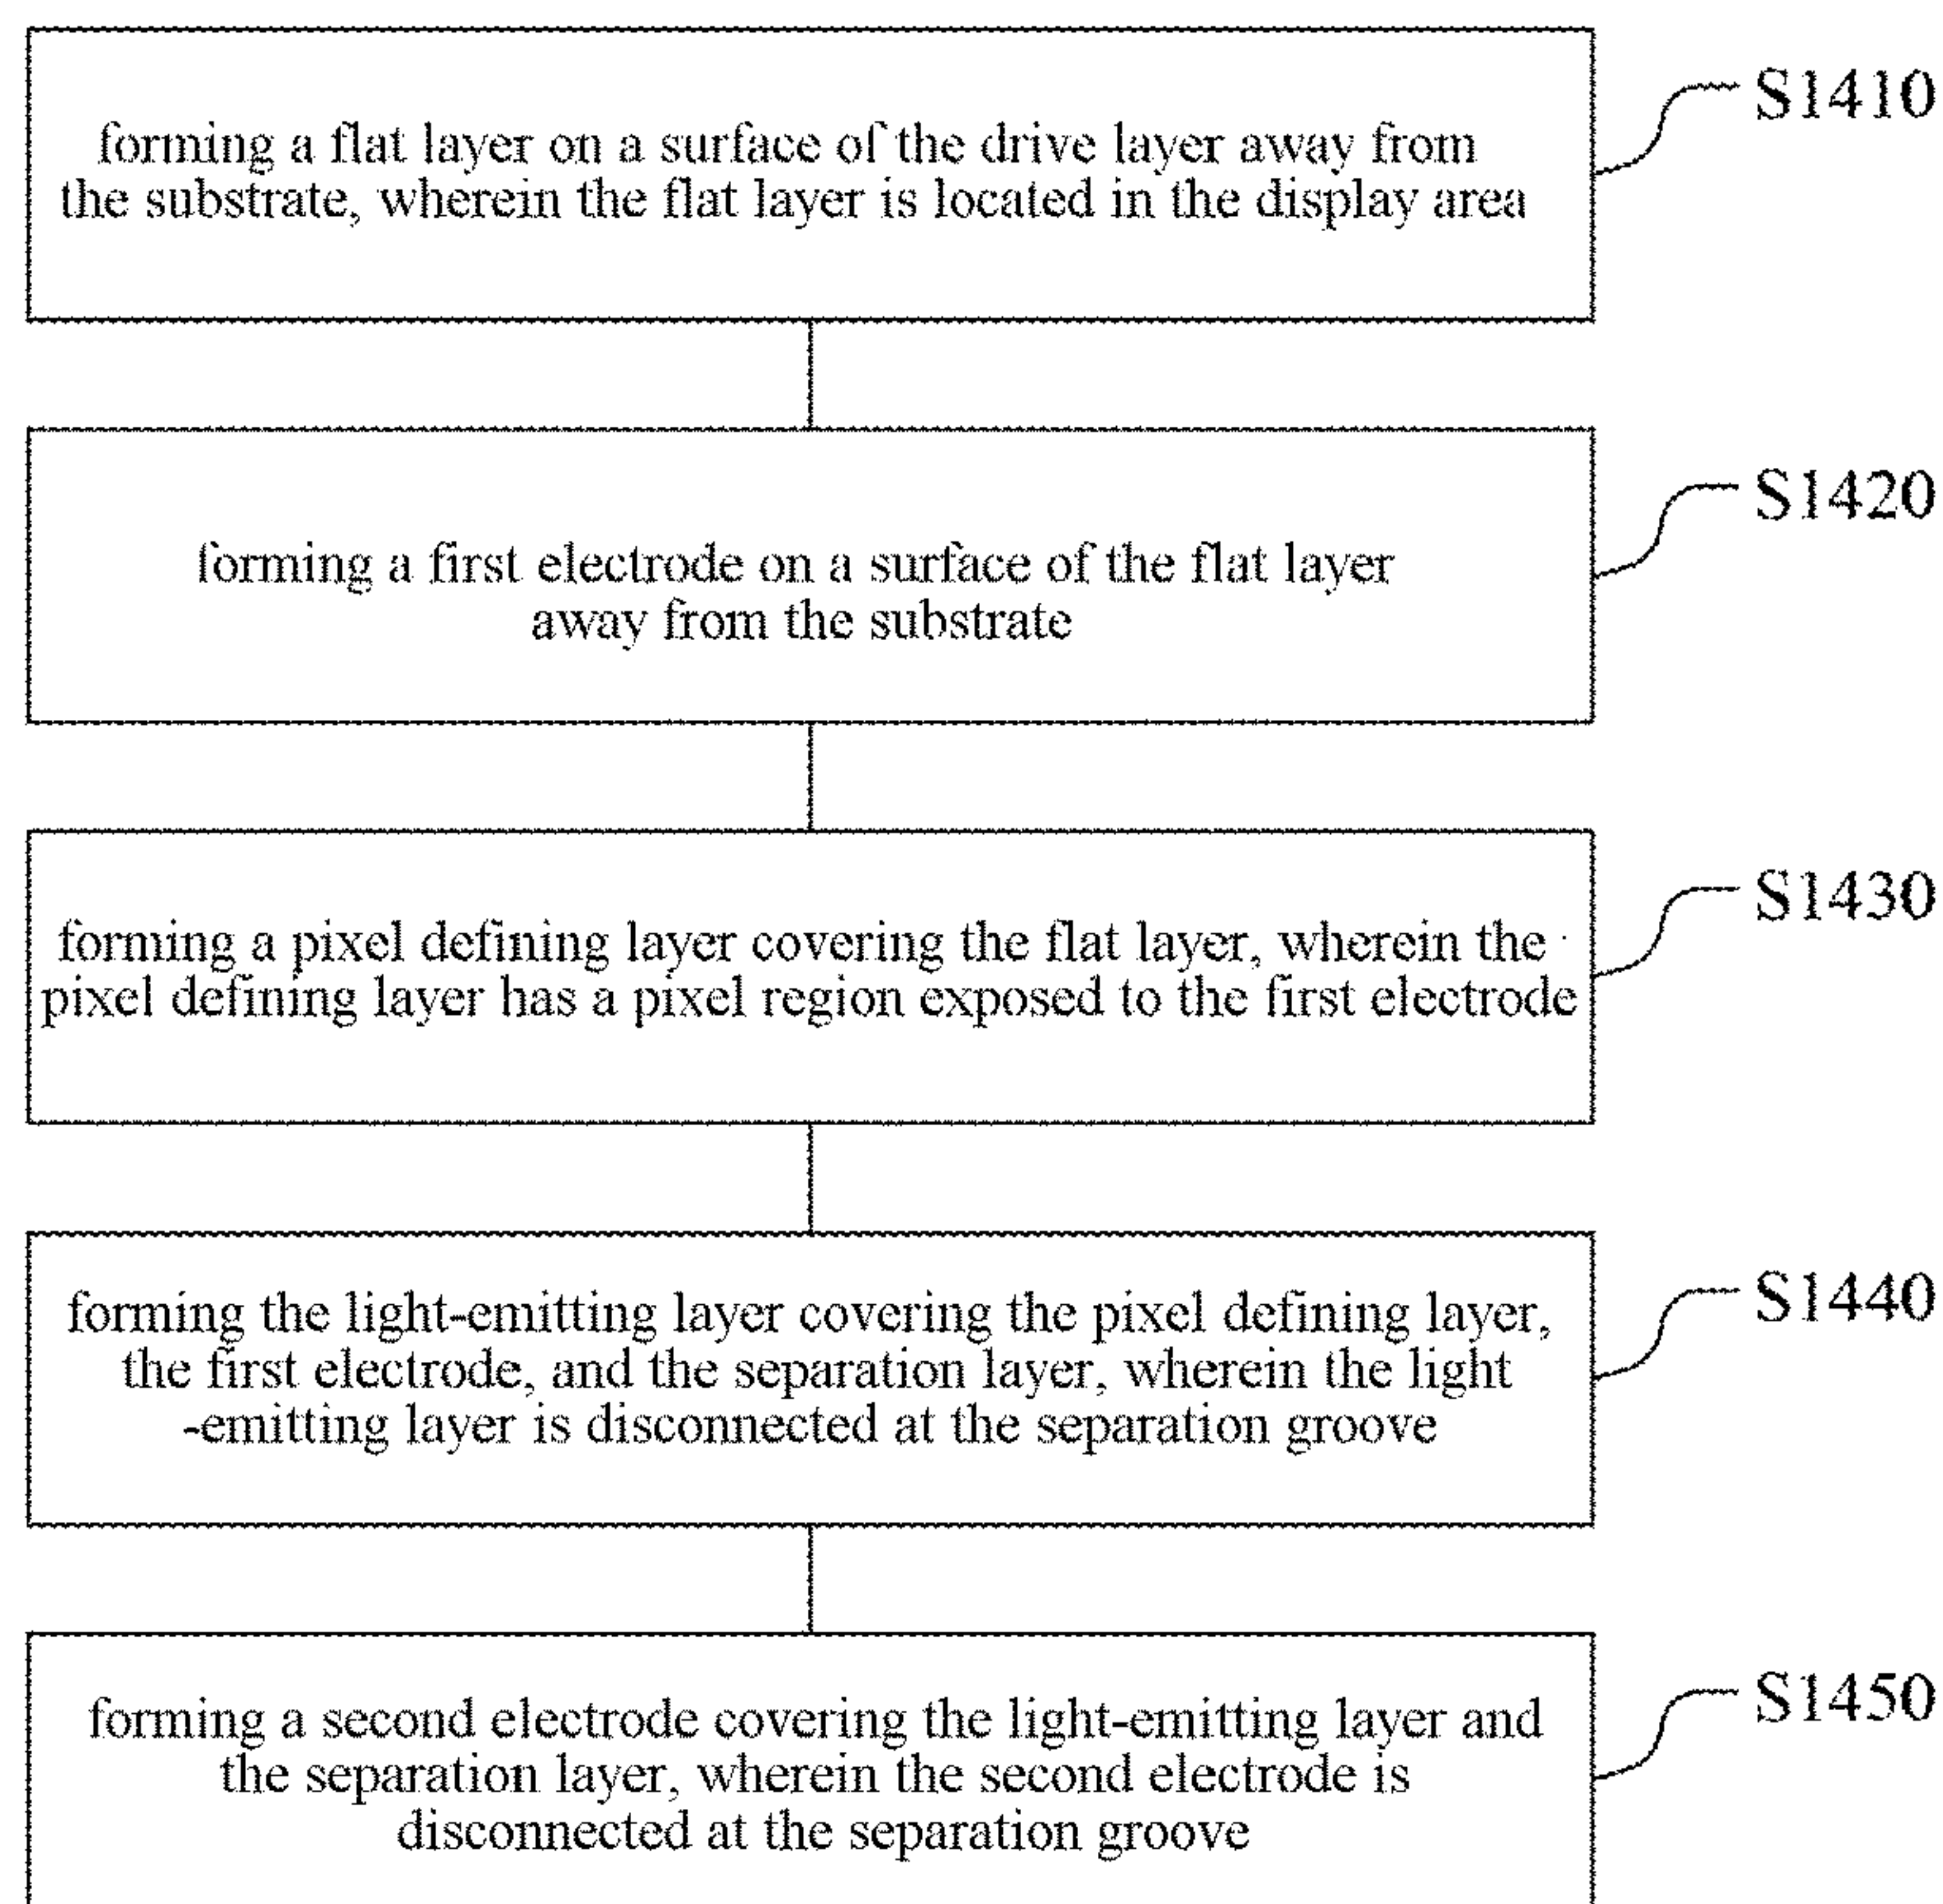 forming a flat layer on a surface of the drive layer away from
the substrate, wherein the flat layer is located in the display area
S1410
forming a first electrode on a surface of the flat layer
away from the substrate
S1420
forming a pixel defining layer covering the flat layer, wherein the
pixel defining layer has a pixel region exposed to the first electrode
S1430
forming the light-emitting layer covering the pixel defining layer,
the first electrode, and the separation layer, wherein the light
-emitting layer is disconnected at the separation groove
S1440
forming a second electrode covering the light-emitting layer and
the separation layer, wherein the second electrode is
disconnected at the separation groove
S1450